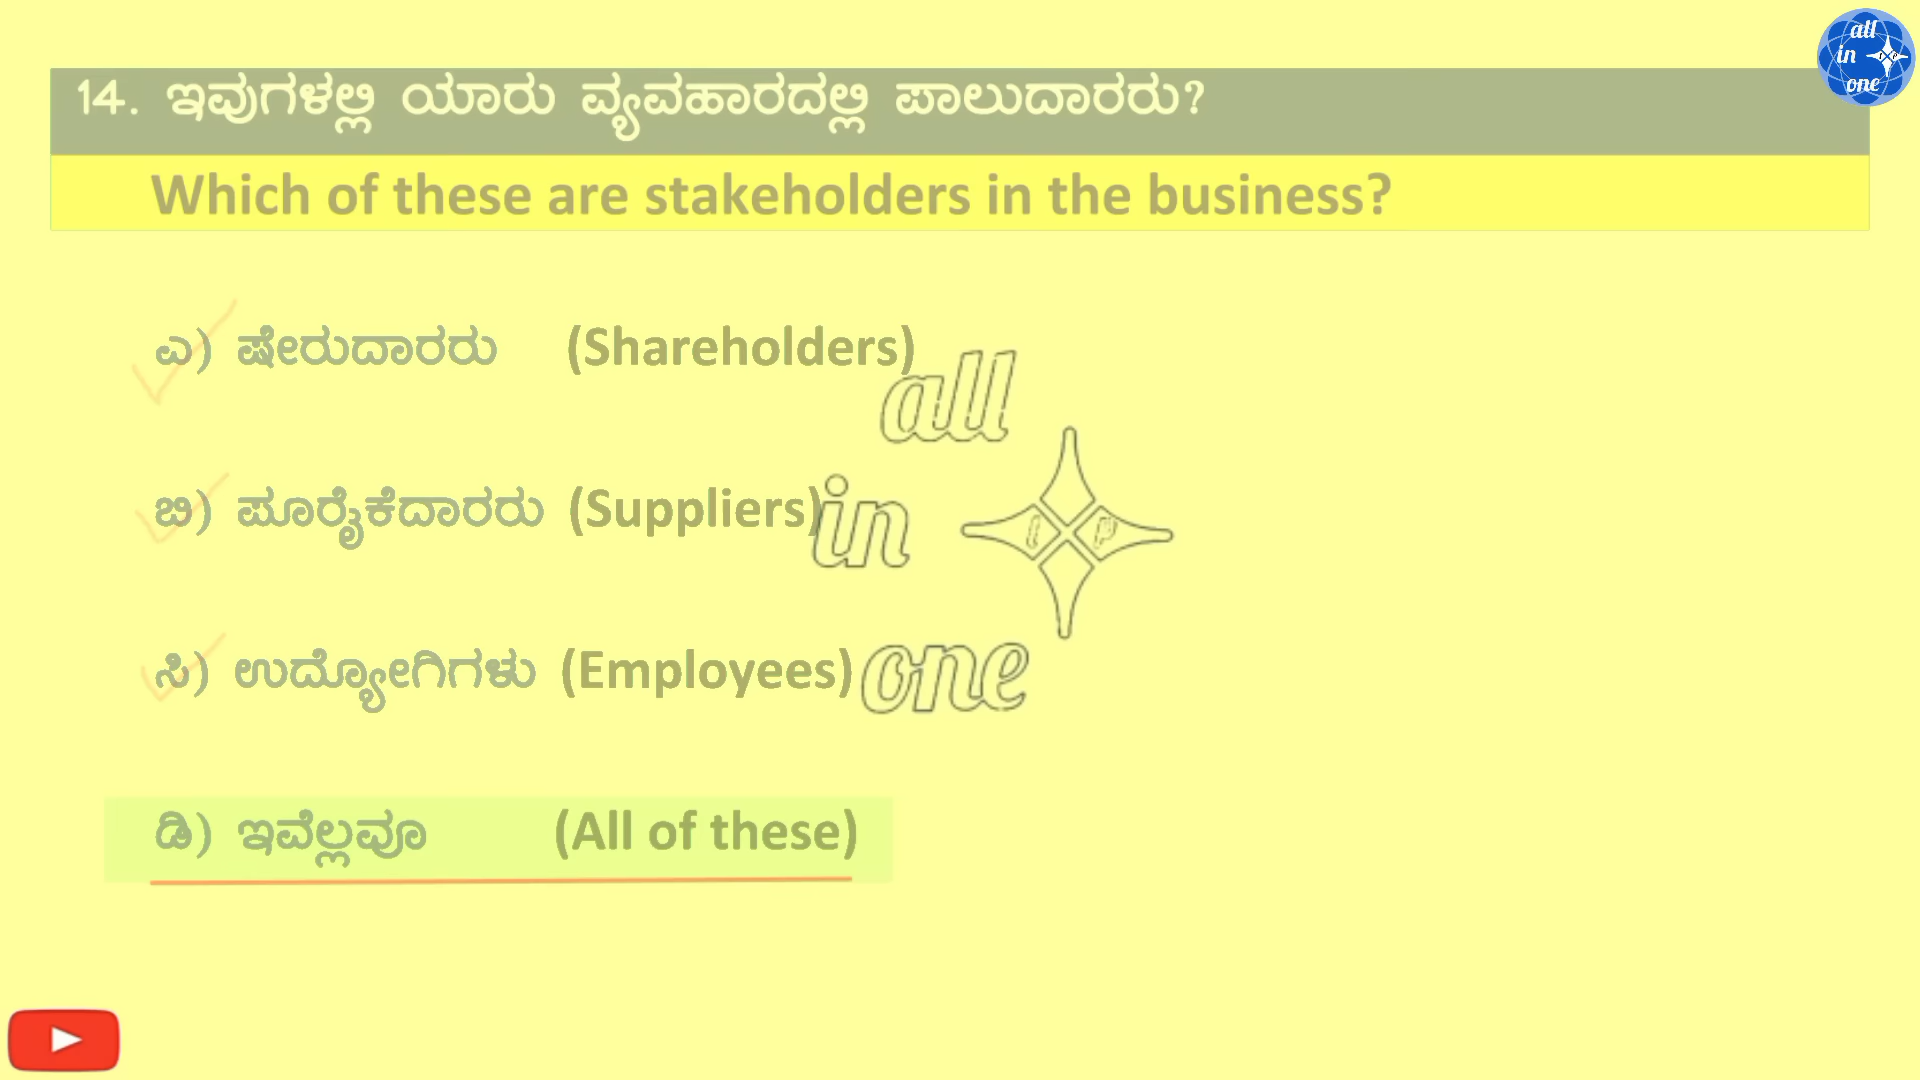 all
in
one
14. ಇವುಗಳಲ್ಲಿ ಯಾರು ವ್ಯವಹಾರದಲ್ಲಿ ಪಾಲುದಾರರು?
Which of these are stakeholders in the business?
ಎ) ಷೇರುದಾರರು (Shareholders)
ಬಿ) ಪೂರೈಕೆದಾರರು (Suppliers)
ಸಿ) ಉದ್ಯೋಗಿಗಳು (Employees)
ಡಿ) ಇವೆಲ್ಲವೂ (All of these)
all
in
I P
one